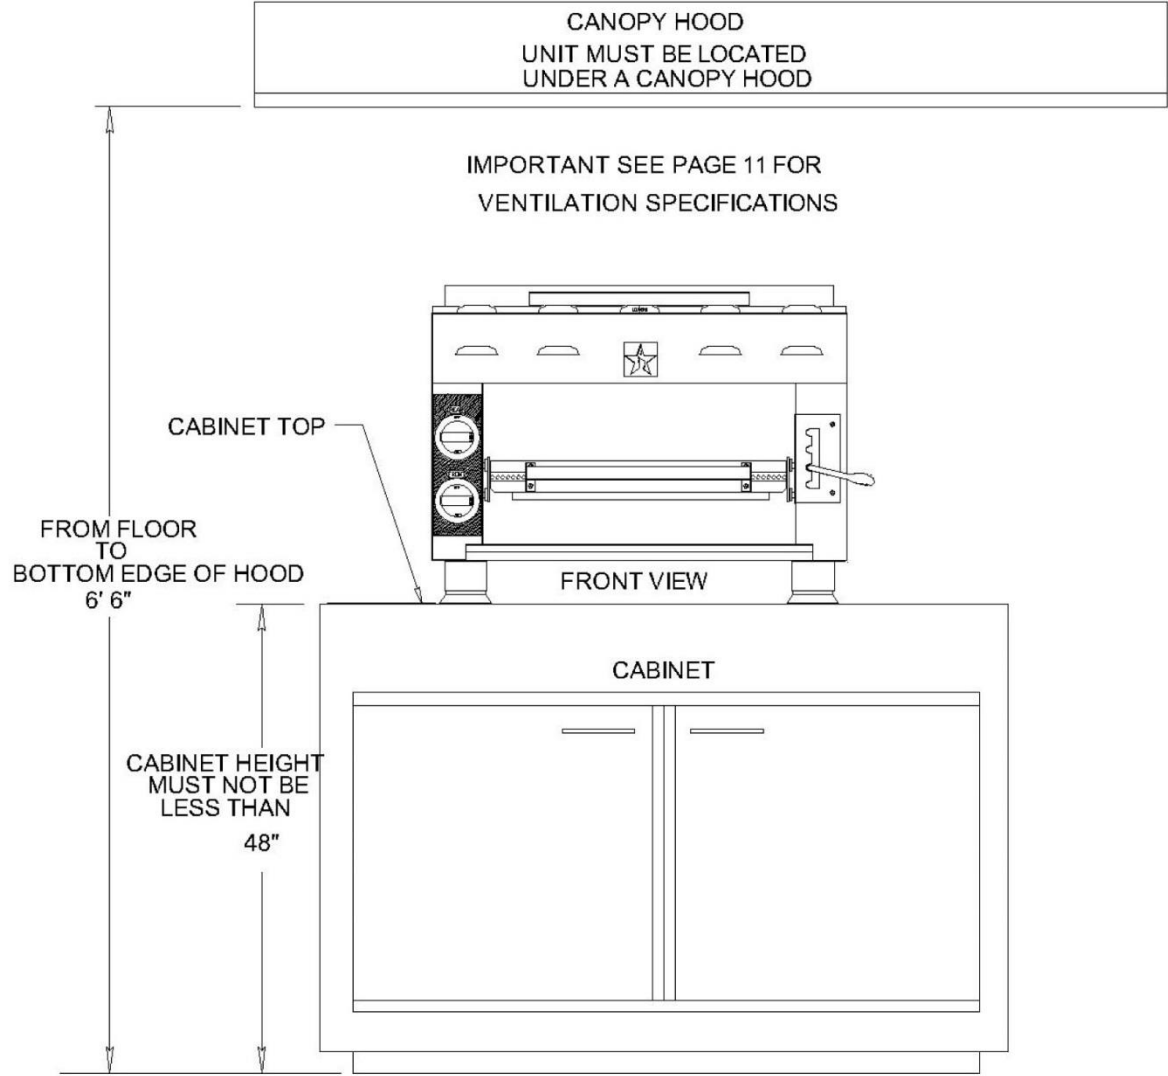 CANOPY HOOD
UNIT MUST BE LOCATED
UNDER A CANOPY HOOD
IMPORTANT SEE PAGE 11 FOR
VENTILATION SPECIFICATIONS
CABINET TOP
FROM FLOOR
TO
BOTTOM EDGE OF HOOD
6' 6"
FRONT VIEW
CABINET
CABINET HEIGHT
MUST NOT BE
LESS THAN
48"